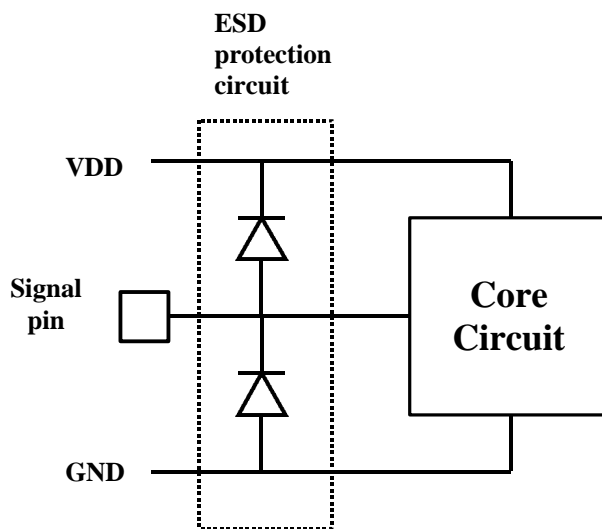 ESD
protection
circuit
VDD
Signal
pin
Core
Circuit
GND